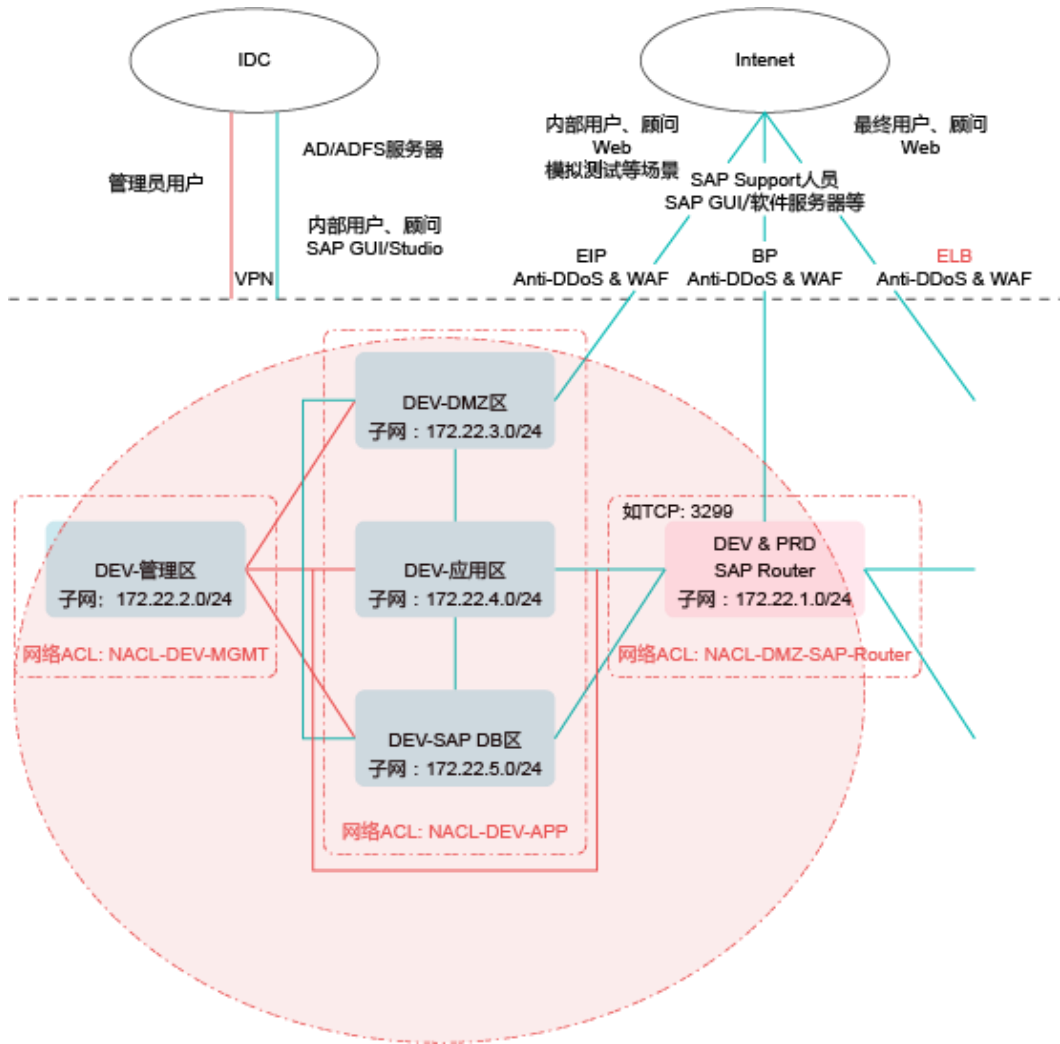 IDC
Intenet
AD/ADFS服务器
管理员用户
内部用户、顾问
SAP GUI/Studio
VPN
内部用户、顾问
Web
模拟测试等场景
最终用户、顾问
Web
SAP Support人员
SAP GUI/软件服务器等
EIP
Anti-DDoS & WAF
BP
Anti-DDoS & WAF
ELB
Anti-DDoS & WAF
DEV-DMZ区
子网：172.22.3.0/24
如TCP: 3299
DEV-管理区
子网；172.22.2.0/24
DEV-应用区
子网：172.22.4.0/24
DEV & PRD
SAP Router
子网：172.22.1.0/24
网络ACL: NACL-DEV-MGMT
网络ACL: NACL-DMZ-SAP-Router
DEV-SAP DB区
子网：172.22.5.0/24
网络ACL: NACL-DEV-APP